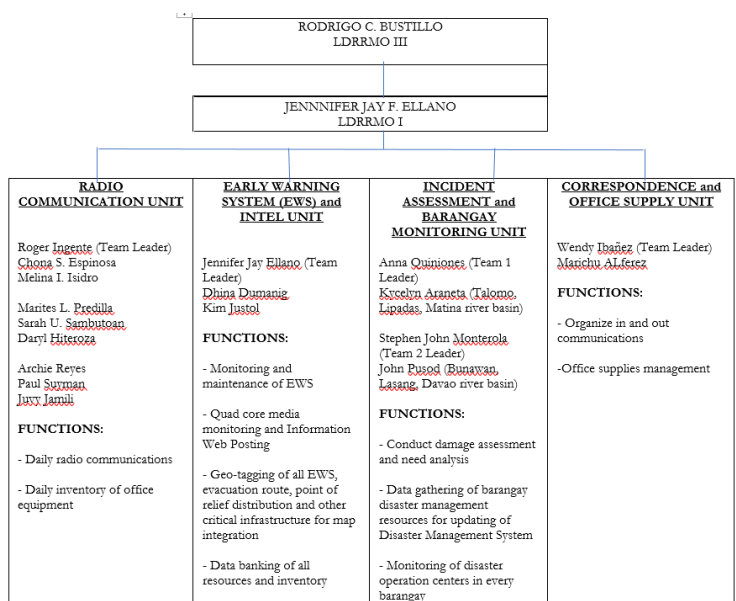 RODRIGO C. BUSTILLO
LDRRMO III
JENNNIFER JAY F. ELLANO
LDRRMO I
RADIO
COMMUNICATION UNIT
Roger Ingente (Team Leader)
Chona S. Espinosa
Melina I. Isidro
Marites L. Predilla
Sarah U. Sambutoan
Daryl Hiteroza
Archie Reyes
Paul Suyman
Juvy Jamili
FUNCTIONS:
- Daily radio communications
- Daily inventory of office
equipment
EARLY WARNING
SYSTEM (EWS) and
INTEL UNIT
Jennifer Jay Ellano (Team
Leader)
Dhina Dumanig
Kim Justol
FUNCTIONS:
- Monitoring and
maintenance of EWS
- Quad core media
monitoring and Information
Web Posting
- Geo-tagging of all EWS,
evacuation route, point of
relief distribution and other
critical infrastructure for map
integration
- Data banking of all
resources and inventory
INCIDENT
ASSESSMENT and
BARANGAY
MONITORING UNIT
Anna Quiniones (Team 1
Leader)
Kycelyn Araneta (Talomo,
Lipadas, Matina river basin)
Stephen John Monterola
(Team 2 Leader)
John Pusod (Bunawan,
Lasang, Davao river basin)
FUNCTIONS:
- Conduct damage assessment
and need analysis
- Data gathering of barangay
disaster management
resources for updating of
Disaster Management System
- Monitoring of disaster
operation centers in every
barangay
CORRESPONDENCE and
OFFICE SUPPLY UNIT
Wendy Ibañez (Team Leader)
Marichu ALferez
FUNCTIONS:
- Organize in and out
communications
-Office supplies management